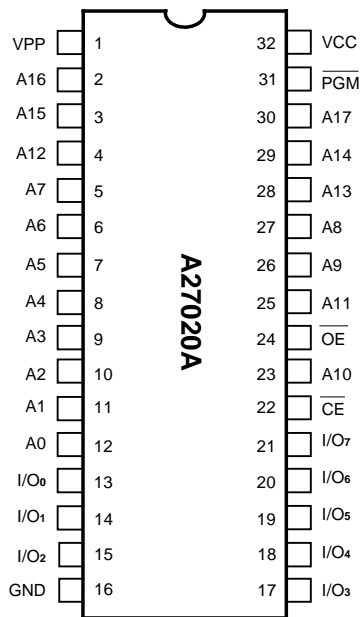 VPP 1 32 VCC
A16 2 31 P̅G̅M̅
A15 3 30 A17
A12 4 29 A14
A7 5 28 A13
A6 6 27 A8
A5 7 26 A9
A4 8 25 A11
A3 9 24 O̅E̅
A2 10 23 A10
A1 11 22 C̅E̅
A0 12 21 I/O₇
I/O₀ 13 20 I/O₆
I/O₁ 14 19 I/O₅
I/O₂ 15 18 I/O₄
GND 16 17 I/O₃
A27020A